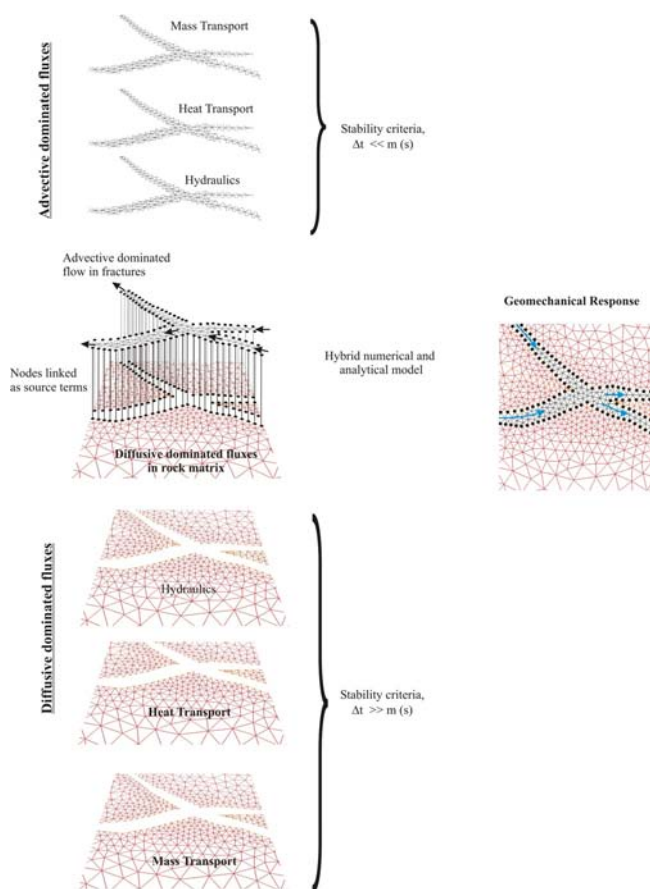 Advective dominated fluxes
Mass Transport
Heat Transport
Hydraulics
Stability criteria,
Δt << m (s)
Advective dominated
flow in fractures
Nodes linked
as source terms
Diffusive dominated fluxes
in rock matrix
Hybrid numerical and
analytical model
Geomechanical Response
Diffusive dominated fluxes
Hydraulics
Heat Transport
Mass Transport
Stability criteria,
Δt >> m (s)